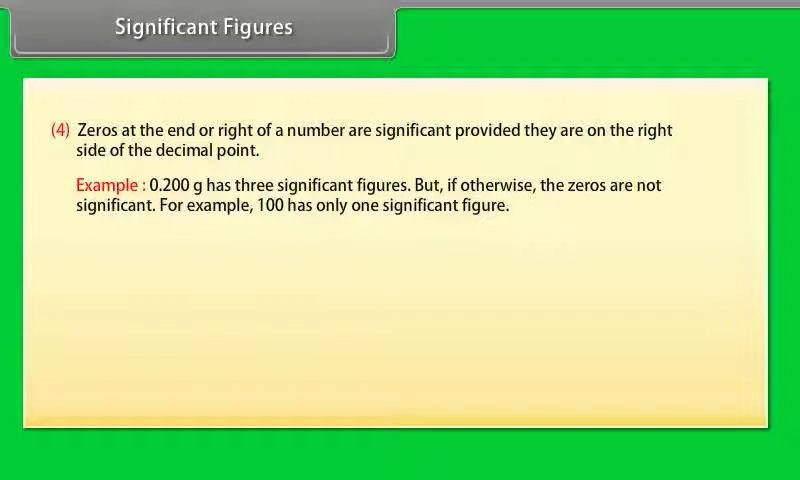 Significant Figures
(4) Zeros at the end or right of a number are significant provided they are on the right
side of the decimal point.
Example : 0.200 g has three significant figures. But, if otherwise, the zeros are not
significant. For example, 100 has only one significant figure.